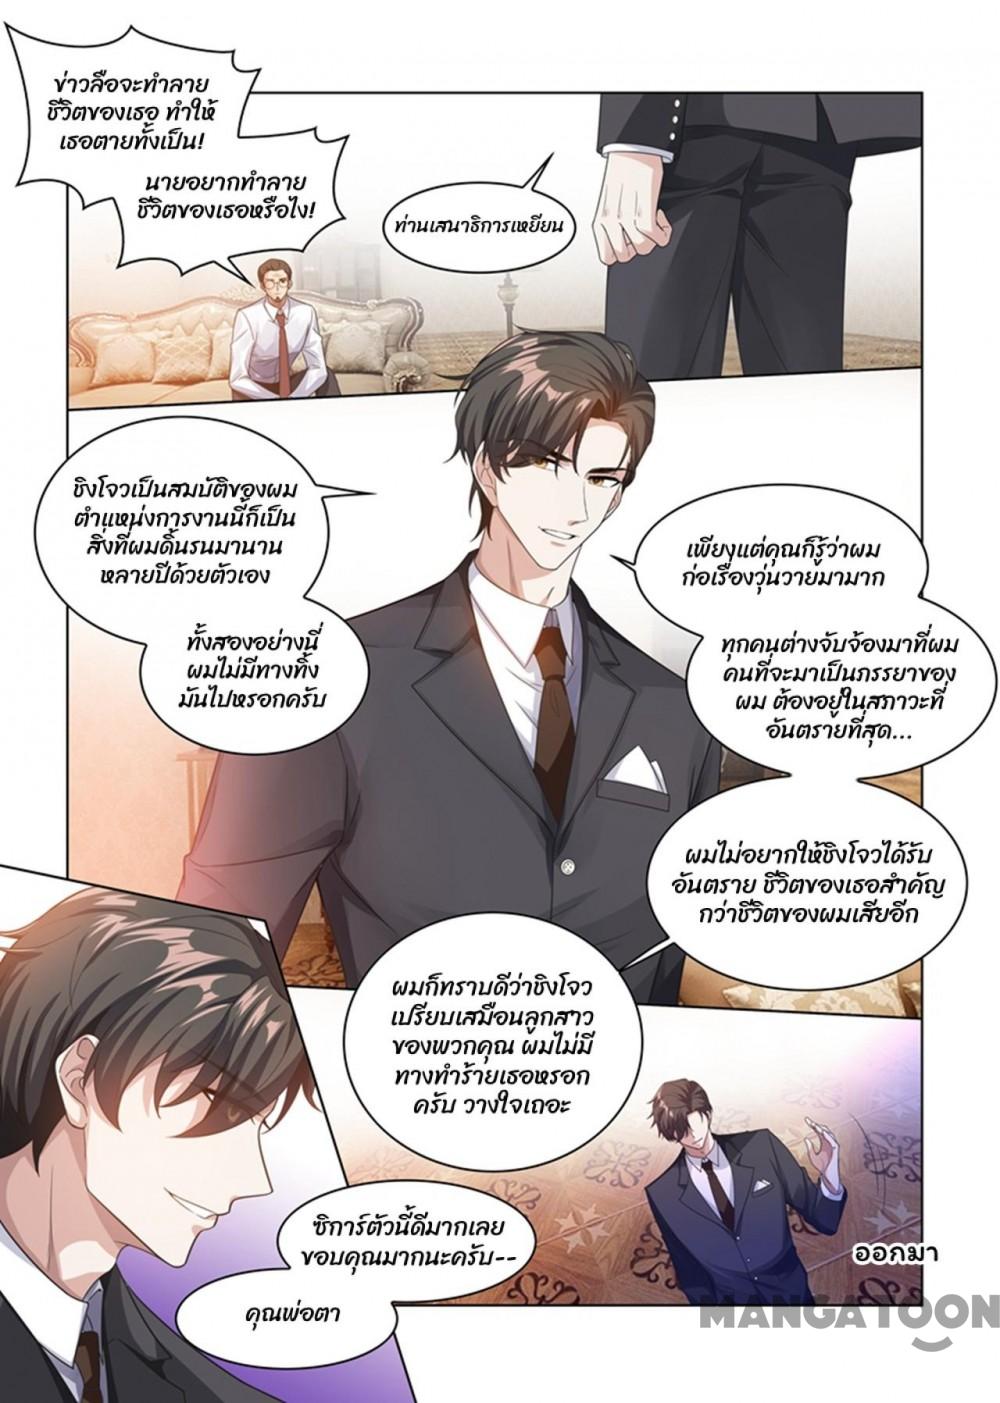 ข่าวลือจะทำลาย
ชีวิตของเธอ ทำให้
เธอตายทั้งเป็น!
นายอยากทำลาย
ชีวิตของเธอหรือไง!
ท่านเสนาธิการเหยียน
ชิงโจวเป็นสมบัติของผม
ตำแหน่งการงานนี้ก็เป็น
สิ่งที่ผมดิ้นรนมานาน
หลายปีด้วยตัวเอง
ทั้งสองอย่างนี้
ผมไม่มีทางทิ้ง
มันไปหรอกครับ
เพียงแต่คุณก็รู้ว่าผม
ก่อเรื่องวุ่นวายมามาก
ทุกคนต่างจับจ้องมาที่ผม
คนที่จะมาเป็นภรรยาของ
ผม ต้องอยู่ในสภาวะที่
อันตรายที่สุด...
ผมไม่อยากให้ชิงโจวได้รับ
อันตราย ชีวิตของเธอสำคัญ
กว่าชีวิตของผมเสียอีก
ผมก็ทราบดีว่าชิงโจว
เปรียบเสมือนลูกสาว
ของพวกคุณ ผมไม่มี
ทางทำร้ายเธอหรอก
ครับ วางใจเถอะ
ซิการ์ตัวนี้ดีมากเลย
ขอบคุณมากนะครับ--
คุณพ่อตา
ออกมา
MANGATOON